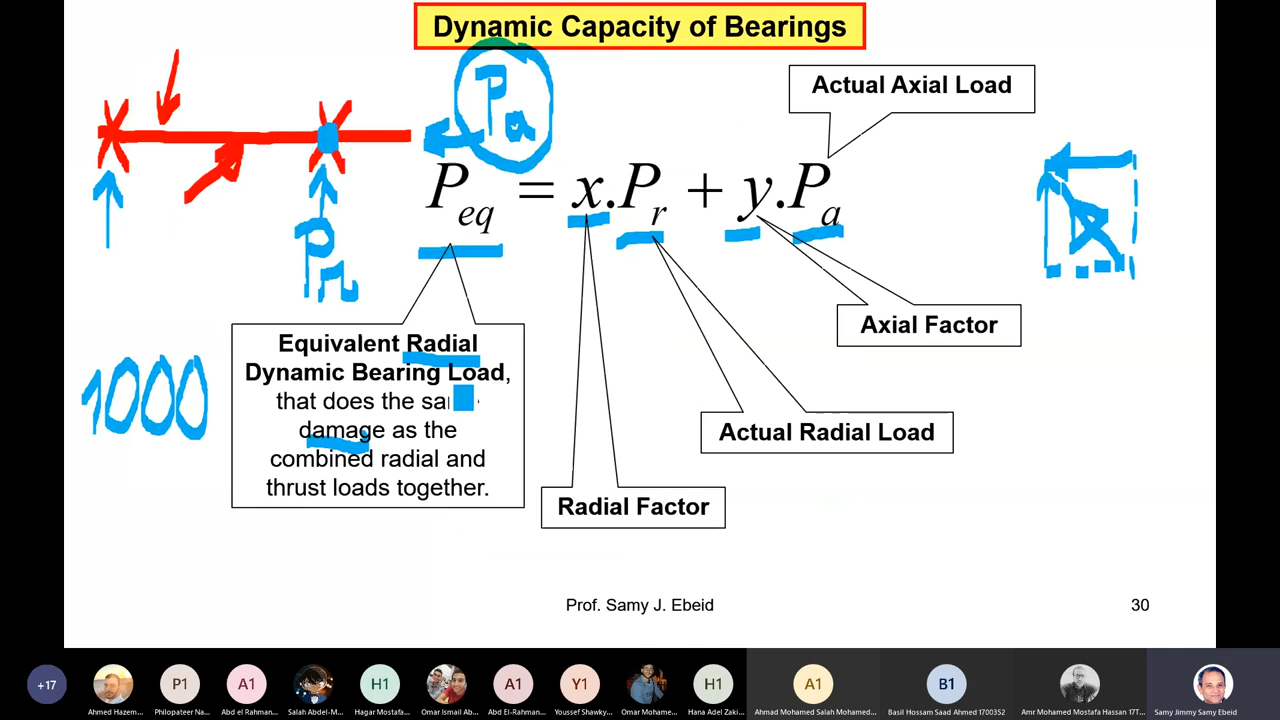 Dynamic Capacity of Bearings
Actual Axial Load
Pa
Peq = x.Pr + y.Pa
Pr
Axial Factor
1000
Equivalent Radial
Dynamic Bearing Load,
that does the
damage as the
combined radial and
thrust loads together.
Actual Radial Load
Radial Factor
Prof. Samy J. Ebeid
30
+17
P1
A1
H1
A1
Y1
H1
A1
B1
Ahmed Hazem...
Philopateer Na...
Abd el Rahman...
Salah Abdel-M...
Hagar Mostafa...
Omar Ismail Ab...
Abd El-Rahman...
Youssef Shawky...
Omar Mohame...
Hana Adel Zaki...
Ahmad Mohamed Salah Mohamed...
Basil Hossam Saad Ahmed 1700352
Amr Mohamed Mostafa Hassan 17T...
Samy Jimmy Samy Ebeid